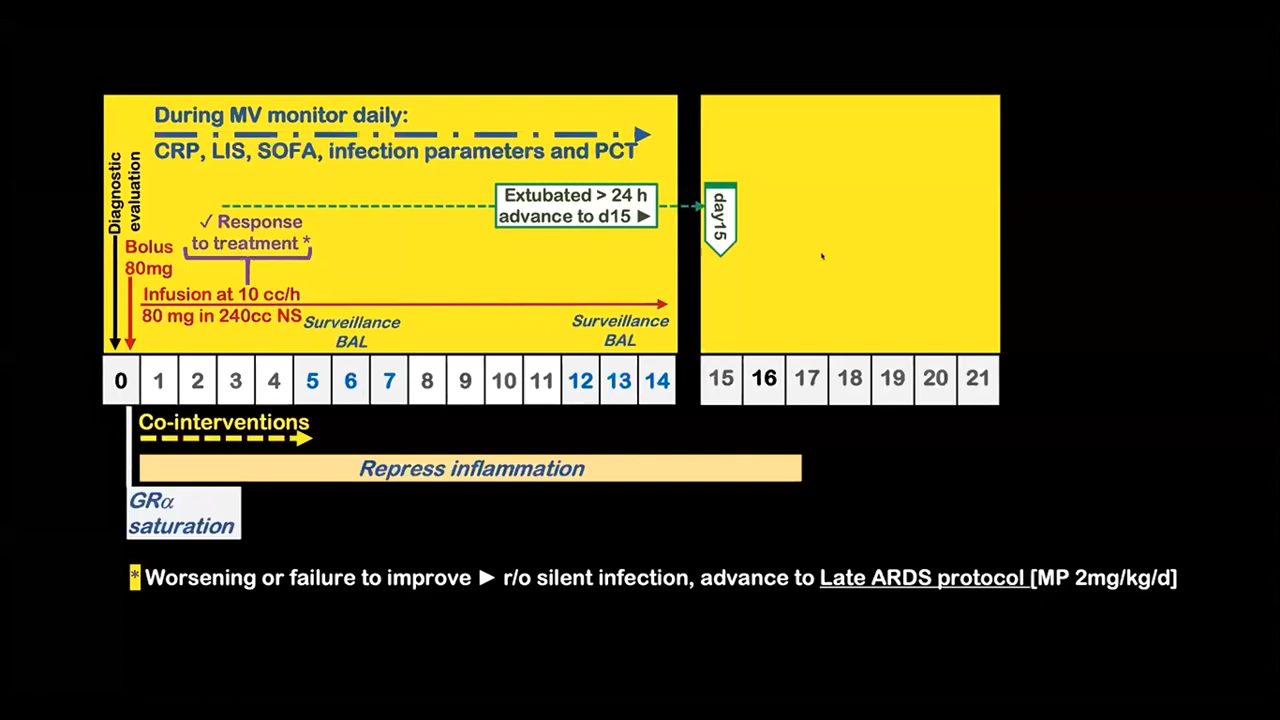 During MV monitor daily:
CRP, LIS, SOFA, infection parameters and PCT
Diagnostic
evaluation
Extubated > 24 h
advance to d15 ►
day15
✓ Response
to treatment *
Bolus
80mg
Infusion at 10 cc/h
80 mg in 240cc NS
Surveillance
BAL
Surveillance
BAL
0 1 2 3 4 5 6 7 8 9 10 11 12 13 14 15 16 17 18 19 20 21
Co-interventions
Repress inflammation
GRα
saturation
* Worsening or failure to improve ► r/o silent infection, advance to Late ARDS protocol [MP 2mg/kg/d]